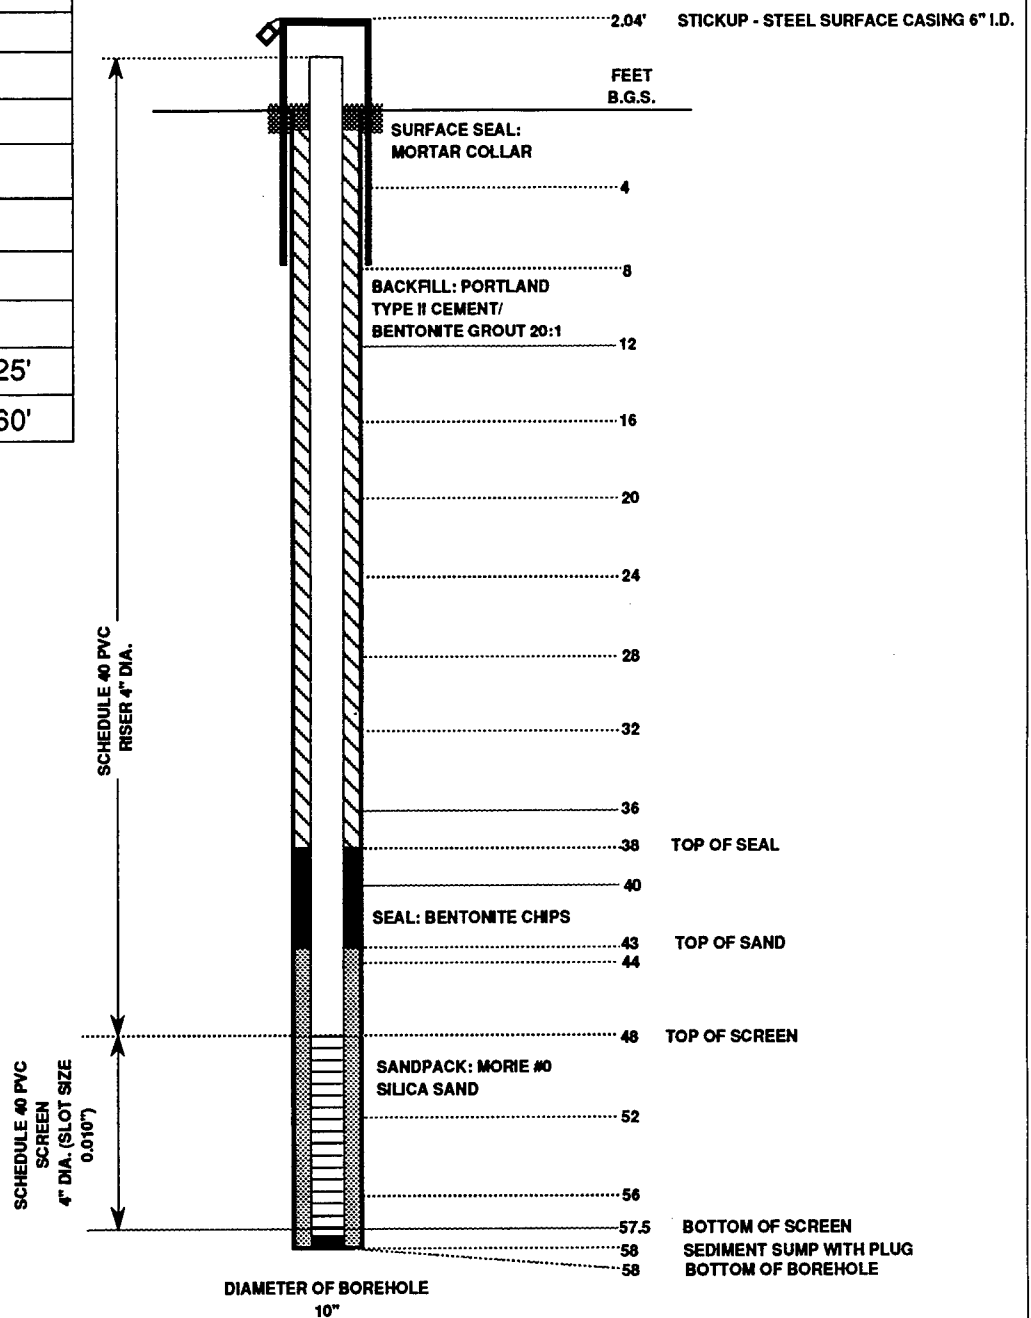 2.04' STICKUP - STEEL SURFACE CASING 6" I.D.
FEET
B.G.S.
SURFACE SEAL:
MORTAR COLLAR
4
8
BACKFILL: PORTLAND
TYPE II CEMENT/
BENTONITE GROUT 20:1
12
25'
60'
16
20
24
28
SCHEDULE 40 PVC
RISER 4" DIA.
32
36
38 TOP OF SEAL
40
SEAL: BENTONITE CHIPS
43 TOP OF SAND
44
48 TOP OF SCREEN
SANDPACK: MORIE #0
SILICA SAND
SCHEDULE 40 PVC
SCREEN
4" DIA. (SLOT SIZE
0.010")
52
56
57.5 BOTTOM OF SCREEN
58 SEDIMENT SUMP WITH PLUG
58 BOTTOM OF BOREHOLE
DIAMETER OF BOREHOLE
10"